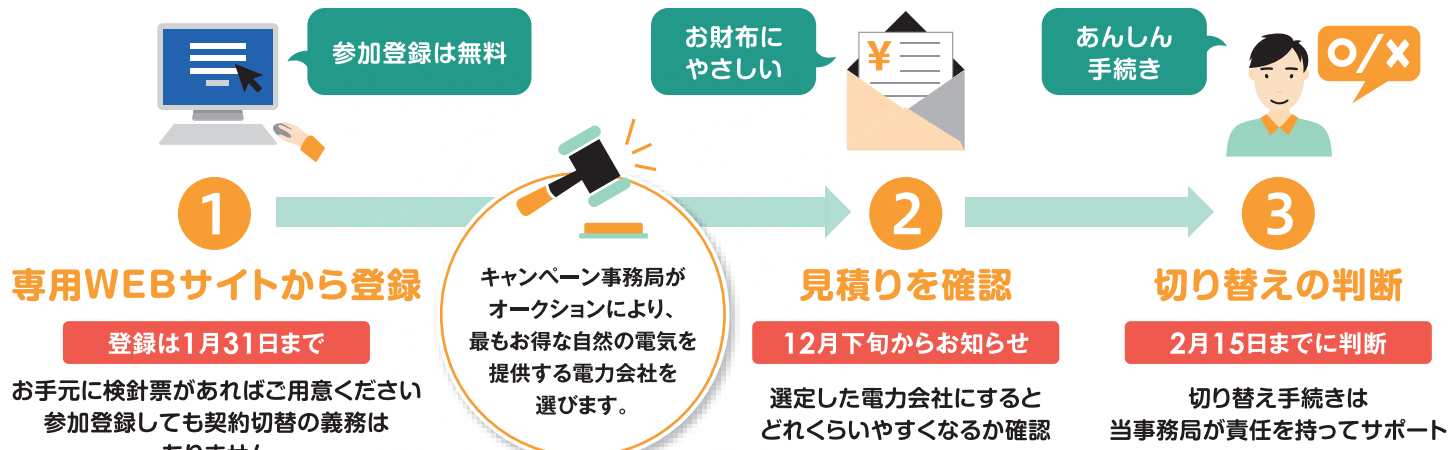 参加登録は無料
1
専用WEBサイトから登録
登録は1月31日まで
お手元に検針票があればご用意ください
参加登録しても契約切替の義務は
ありません
キャンペーン事務局が
オークションにより、
最もお得な自然の電気を
提供する電力会社を
選びます。
お財布に
やさしい
¥
2
見積りを確認
12月下旬からお知らせ
選定した電力会社にすると
どれくらいやすくなるか確認
あんしん
手続き
O/X
3
切り替えの判断
2月15日までに判断
切り替え手続きは
当事務局が責任を持ってサポート